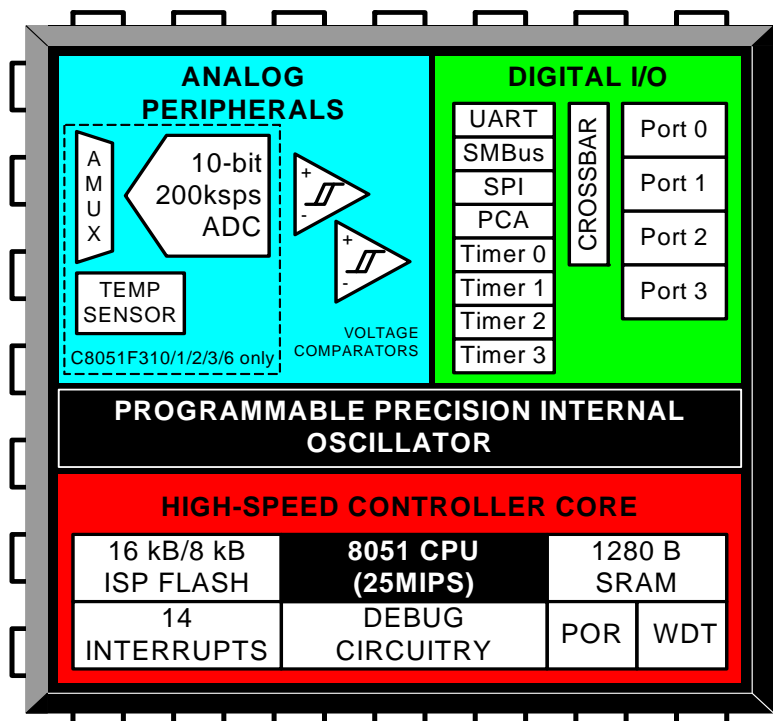 ANALOG
PERIPHERALS
A
M
U
X
10-bit
200ksps
ADC
+
-
+
-
TEMP
SENSOR
VOLTAGE
COMPARATORS
C8051F310/1/2/3/6 only
DIGITAL I/O
UART
SMBus
SPI
PCA
Timer 0
Timer 1
Timer 2
Timer 3
CROSSBAR
Port 0
Port 1
Port 2
Port 3
PROGRAMMABLE PRECISION INTERNAL
OSCILLATOR
HIGH-SPEED CONTROLLER CORE
16 kB/8 kB
ISP FLASH
8051 CPU
(25MIPS)
1280 B
SRAM
14
INTERRUPTS
DEBUG
CIRCUITRY
POR
WDT